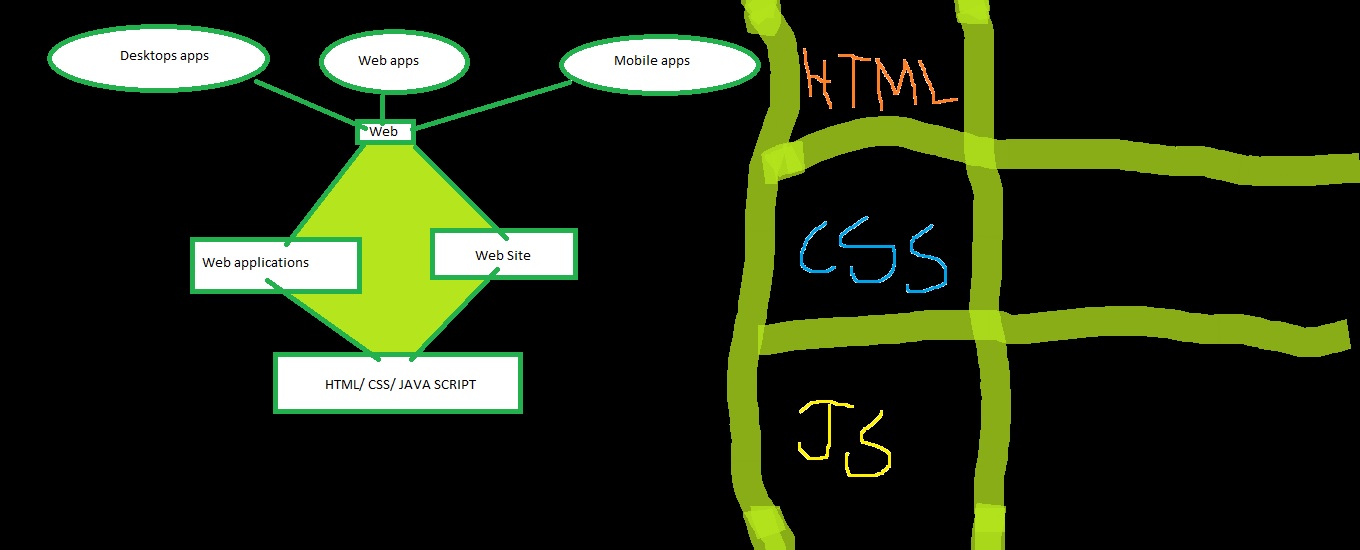 Desktops apps
Web apps
Mobile apps
Web
Web applications
Web Site
HTML/ CSS/ JAVA SCRIPT
HTML
CSS
JS